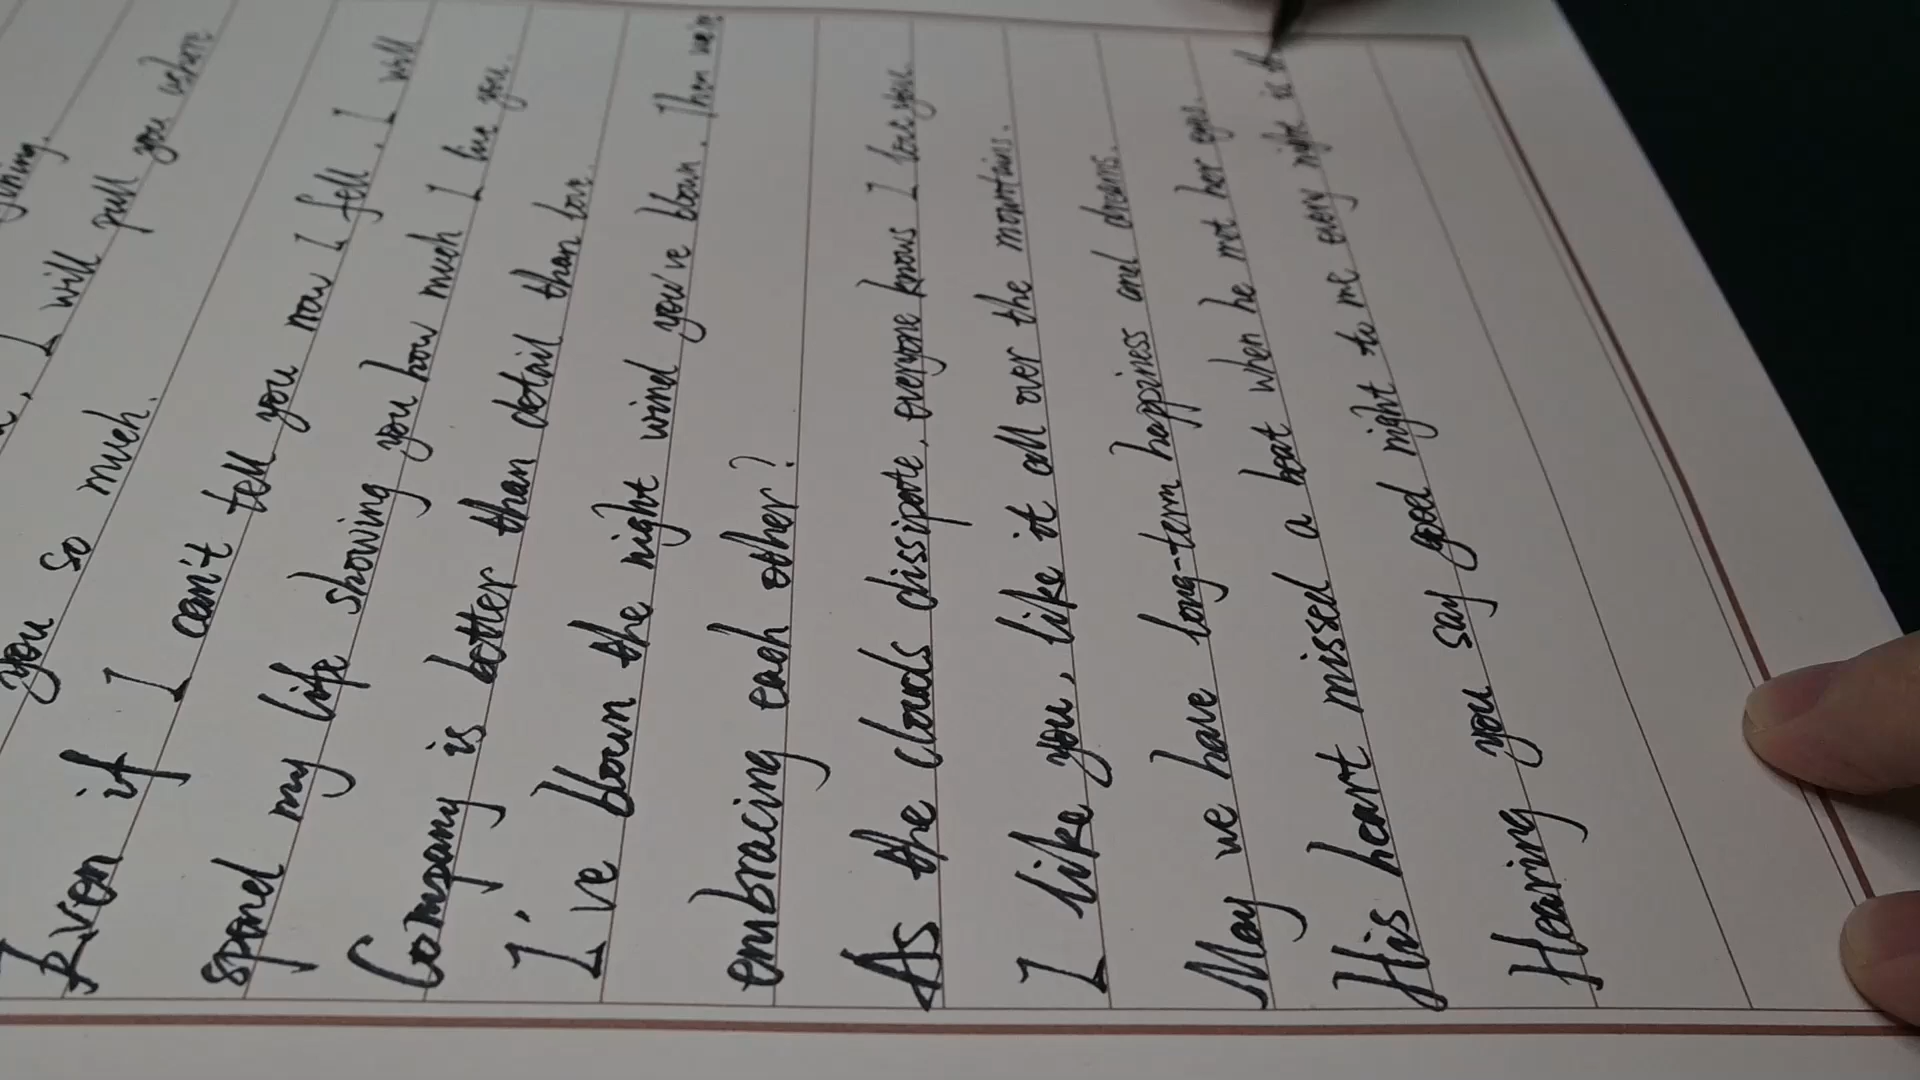 giving.
I will pull you when
you so much.
Even if I can't tell you now I fell. I will
spend my life showing you how much I love you.
Company is better than detail than love.
I've blown the night wind you've blown. Then we're
embracing each other?
As the clouds dissipate, everyone knows I love you.
I like you, like it all over the mountains.
May we have long-term happiness and dreams.
His heart missed a beat when he met her eyes.
Hearing you say good night to me every night is th